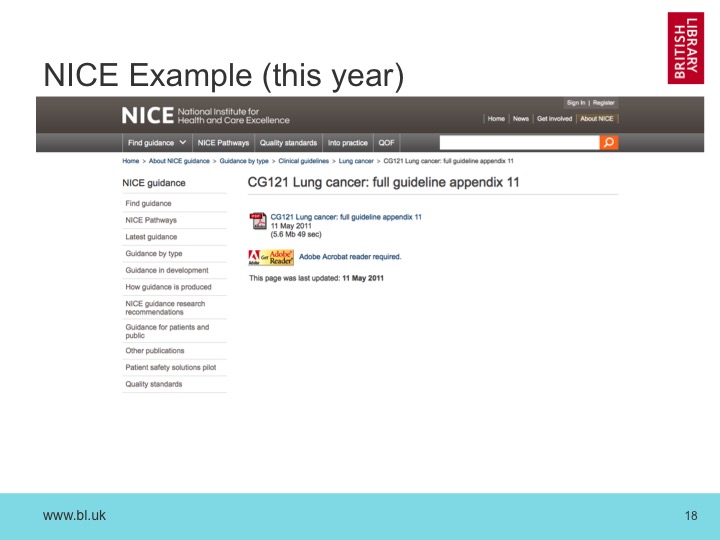 LIBRARY
BRITISH
NICE Example (this year)
Sign In | Register
NICE National Institute for
Health and Care Excellence
Home | News | Get involved | About NICE
Find guidance NICE Pathways Quality standards Into practice QOF
Home > About NICE guidance > Guidance by type > Clinical guidelines > Lung cancer > CG121 Lung cancer: full guideline appendix 11
NICE guidance
Find guidance
NICE Pathways
Latest guidance
Guidance by type
Guidance in development
How guidance is produced
NICE guidance research
recommendations
Guidance for patients and
public
Other publications
Patient safety solutions pilot
Quality standards
CG121 Lung cancer: full guideline appendix 11
PDF
CG121 Lung cancer: full guideline appendix 11
11 May 2011
(5.6 Mb 49 sec)
Get Adobe Reader
Adobe
Adobe Acrobat reader required.
This page was last updated: 11 May 2011
www.bl.uk
18